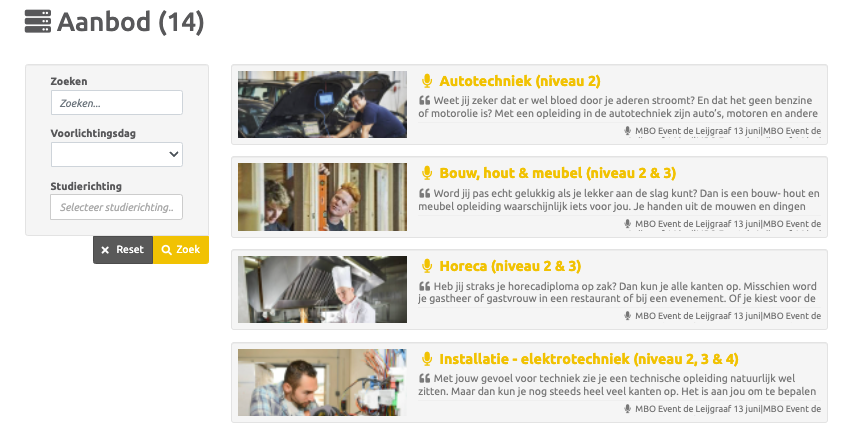 Aanbod (14)
Zoeken
Zoeken...
Voorlichtingsdag
Studierichting
Selecteer studierichting..
Reset
Zoek
Autotechniek (niveau 2)
Weet jij zeker dat er wel bloed door je aderen stroomt? En dat het geen benzine
of motorolie is? Met een opleiding in de autotechniek zijn auto's, motoren en andere
MBO Event de Leijgraaf 13 juni|MBO Event de
Bouw, hout & meubel (niveau 2 & 3)
Word jij pas echt gelukkig als je lekker aan de slag kunt? Dan is een bouw- hout en
meubel opleiding waarschijnlijk iets voor jou. Je handen uit de mouwen en dingen
MBO Event de Leijgraaf 13 juni|MBO Event de
Horeca (niveau 2 & 3)
Heb jij straks je horecadiploma op zak? Dan kun je alle kanten op. Misschien word
je gastheer of gastvrouw in een restaurant of bij een evenement. Of je kiest voor de
MBO Event de Leijgraaf 13 juni|MBO Event de
Installatie - elektrotechniek (niveau 2, 3 & 4)
Met jouw gevoel voor techniek zie je een technische opleiding natuurlijk wel
zitten. Maar dan kun je nog steeds heel veel kanten op. Het is aan jou om te bepalen
MBO Event de Leijgraaf 13 juni|MBO Event de